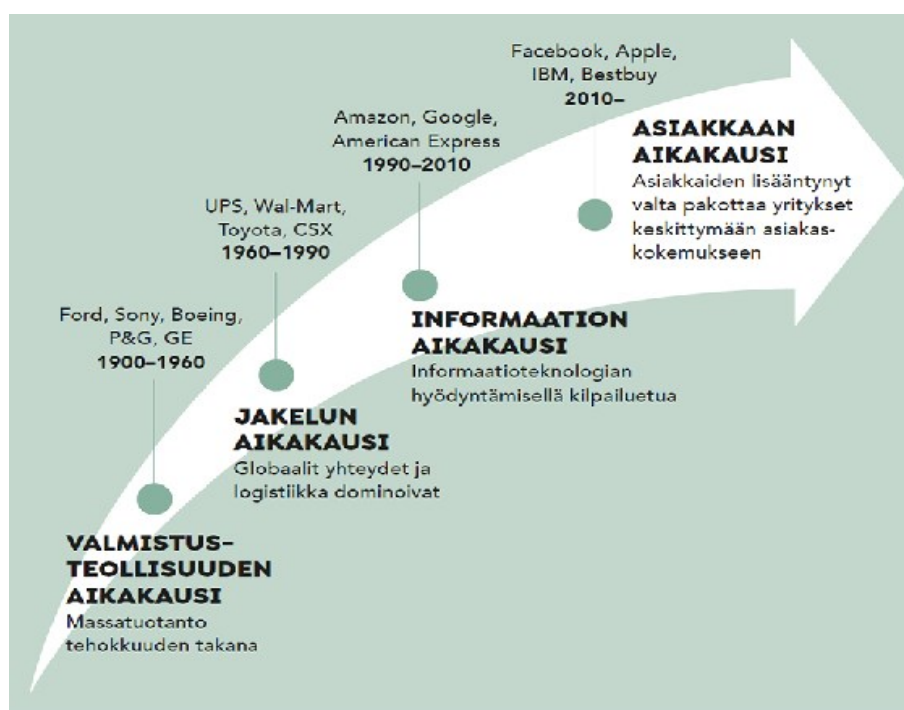 Facebook, Apple,
IBM, Bestbuy
2010–
ASIAKKAAN
AIKAKAUSI
Asiakkaiden lisääntynyt
valta pakottaa yritykset
keskittymään asiakas-
kokemukseen
Amazon, Google,
American Express
1990–2010
INFORMAATION
AIKAKAUSI
Informaatioteknologian
hyödyntämisellä kilpailuetua
UPS, Wal-Mart,
Toyota, CSX
1960–1990
JAKELUN
AIKAKAUSI
Globaalit yhteydet ja
logistiikka dominoivat
Ford, Sony, Boeing,
P&G, GE
1900–1960
VALMISTUS-
TEOLLISUUDEN
AIKAKAUSI
Massatuotanto
tehokkuuden takana